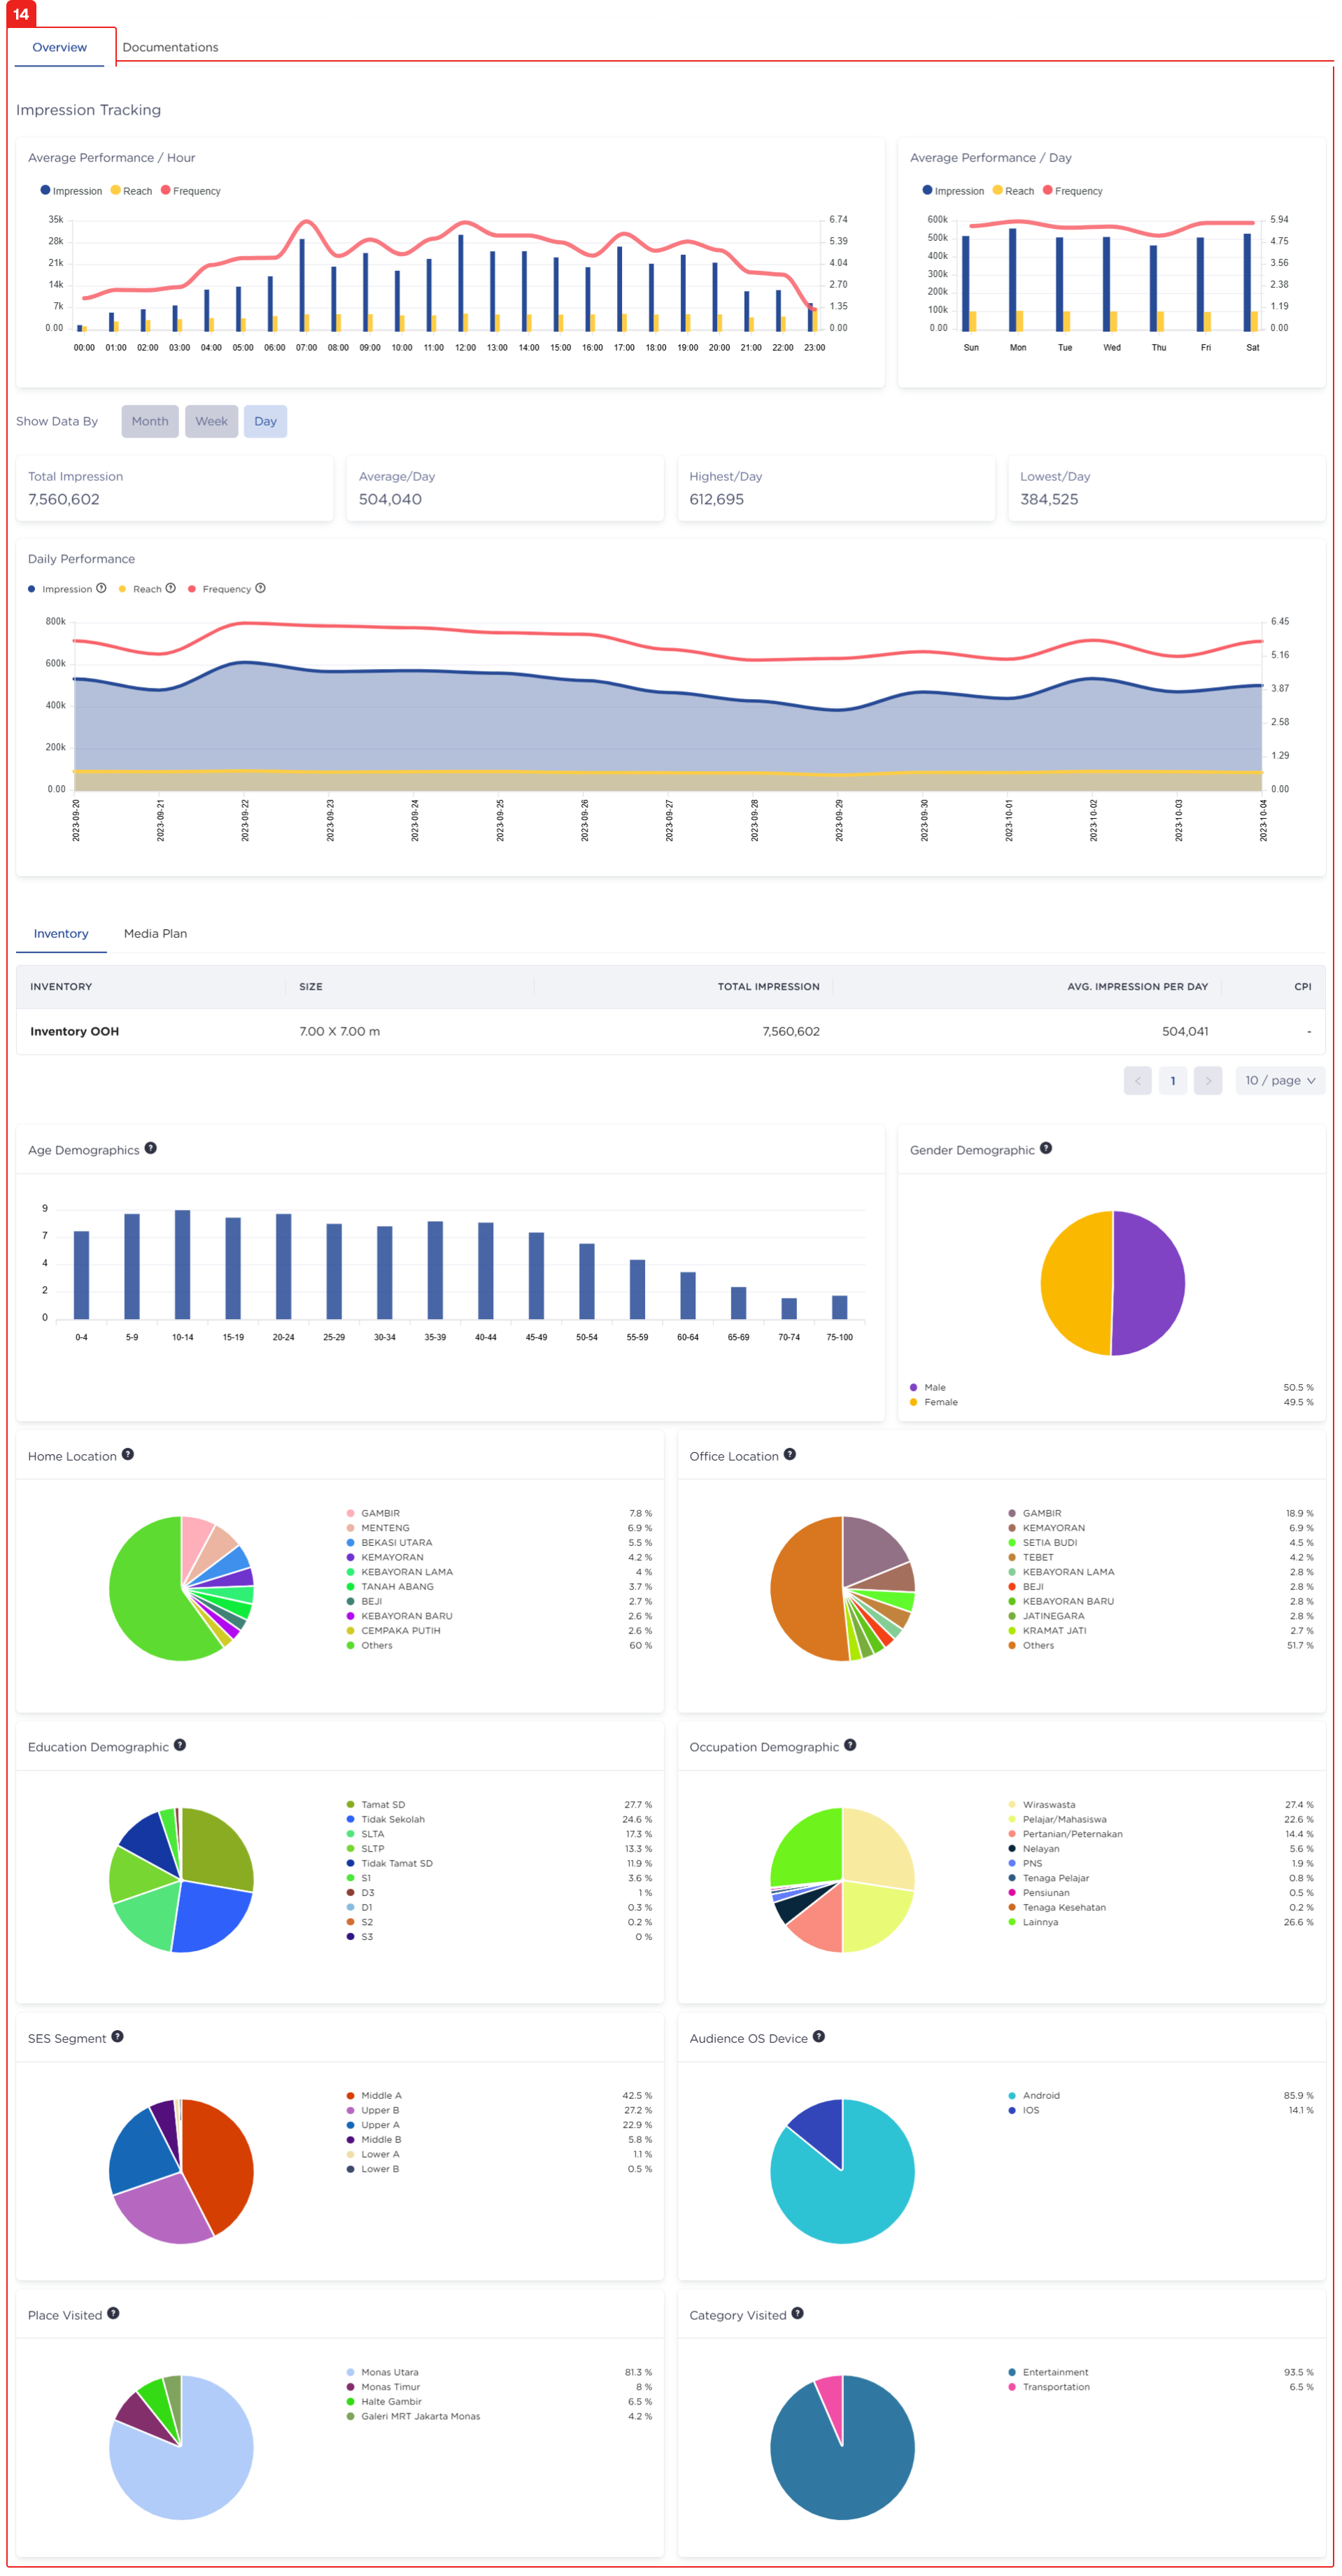 14
Overview Documentations
Impression Tracking
Average Performance / Hour
Impression Reach Frequency
35k
28k
21k
14k
7k
0.00
6.74
5.39
4.04
2.70
1.35
0.00
00:00 01:00 02:00 03:00 04:00 05:00 06:00 07:00 08:00 09:00 10:00 11:00 12:00 13:00 14:00 15:00 16:00 17:00 18:00 19:00 20:00 21:00 22:00 23:00
Average Performance / Day
Impression Reach Frequency
600k
500k
400k
300k
200k
100k
0.00
5.94
4.75
3.56
2.38
1.19
0.00
Sun Mon Tue Wed Thu Fri Sat
Show Data By Month Week Day
Total Impression
7,560,602
Average/Day
504,040
Highest/Day
612,695
Lowest/Day
384,525
Daily Performance
Impression ? Reach ? Frequency ?
800k
600k
400k
200k
0.00
6.45
5.16
3.87
2.58
1.29
0.00
2023-09-20
2023-09-21
2023-09-22
2023-09-23
2023-09-24
2023-09-25
2023-09-26
2023-09-27
2023-09-28
2023-09-29
2023-09-30
2023-10-01
2023-10-02
2023-10-03
2023-10-04
Inventory Media Plan
INVENTORY SIZE TOTAL IMPRESSION AVG. IMPRESSION PER DAY CPI
Inventory OOH 7.00 X 7.00 m 7,560,602 504,041 -
< 1 > 10 / page
Age Demographics ?
9
7
4
2
0
0-4 5-9 10-14 15-19 20-24 25-29 30-34 35-39 40-44 45-49 50-54 55-59 60-64 65-69 70-74 75-100
Gender Demographic ?
Male 50.5 %
Female 49.5 %
Home Location ?
GAMBIR 7.8 %
MENTENG 6.9 %
BEKASI UTARA 5.5 %
KEMAYORAN 4.2 %
KEBAYORAN LAMA 4 %
TANAH ABANG 3.7 %
BEJI 2.7 %
KEBAYORAN BARU 2.6 %
CEMPAKA PUTIH 2.6 %
Others 60 %
Office Location ?
GAMBIR 18.9 %
KEMAYORAN 6.9 %
SETIA BUDI 4.5 %
TEBET 4.2 %
KEBAYORAN LAMA 2.8 %
BEJI 2.8 %
KEBAYORAN BARU 2.8 %
JATINEGARA 2.8 %
KRAMAT JATI 2.7 %
Others 51.7 %
Education Demographic ?
Tamat SD 27.7 %
Tidak Sekolah 24.6 %
SLTA 17.3 %
SLTP 13.3 %
Tidak Tamat SD 11.9 %
S1 3.6 %
D3 1 %
D1 0.3 %
S2 0.2 %
S3 0 %
Occupation Demographic ?
Wiraswasta 27.4 %
Pelajar/Mahasiswa 22.6 %
Pertanian/Peternakan 14.4 %
Nelayan 5.6 %
PNS 1.9 %
Tenaga Pelajar 0.8 %
Pensiunan 0.5 %
Tenaga Kesehatan 0.2 %
Lainnya 26.6 %
SES Segment ?
Middle A 42.5 %
Upper B 27.2 %
Upper A 22.9 %
Middle B 5.8 %
Lower A 1.1 %
Lower B 0.5 %
Audience OS Device ?
Android 85.9 %
IOS 14.1 %
Place Visited ?
Monas Utara 81.3 %
Monas Timur 8 %
Halte Gambir 6.5 %
Galeri MRT Jakarta Monas 4.2 %
Category Visited ?
Entertainment 93.5 %
Transportation 6.5 %